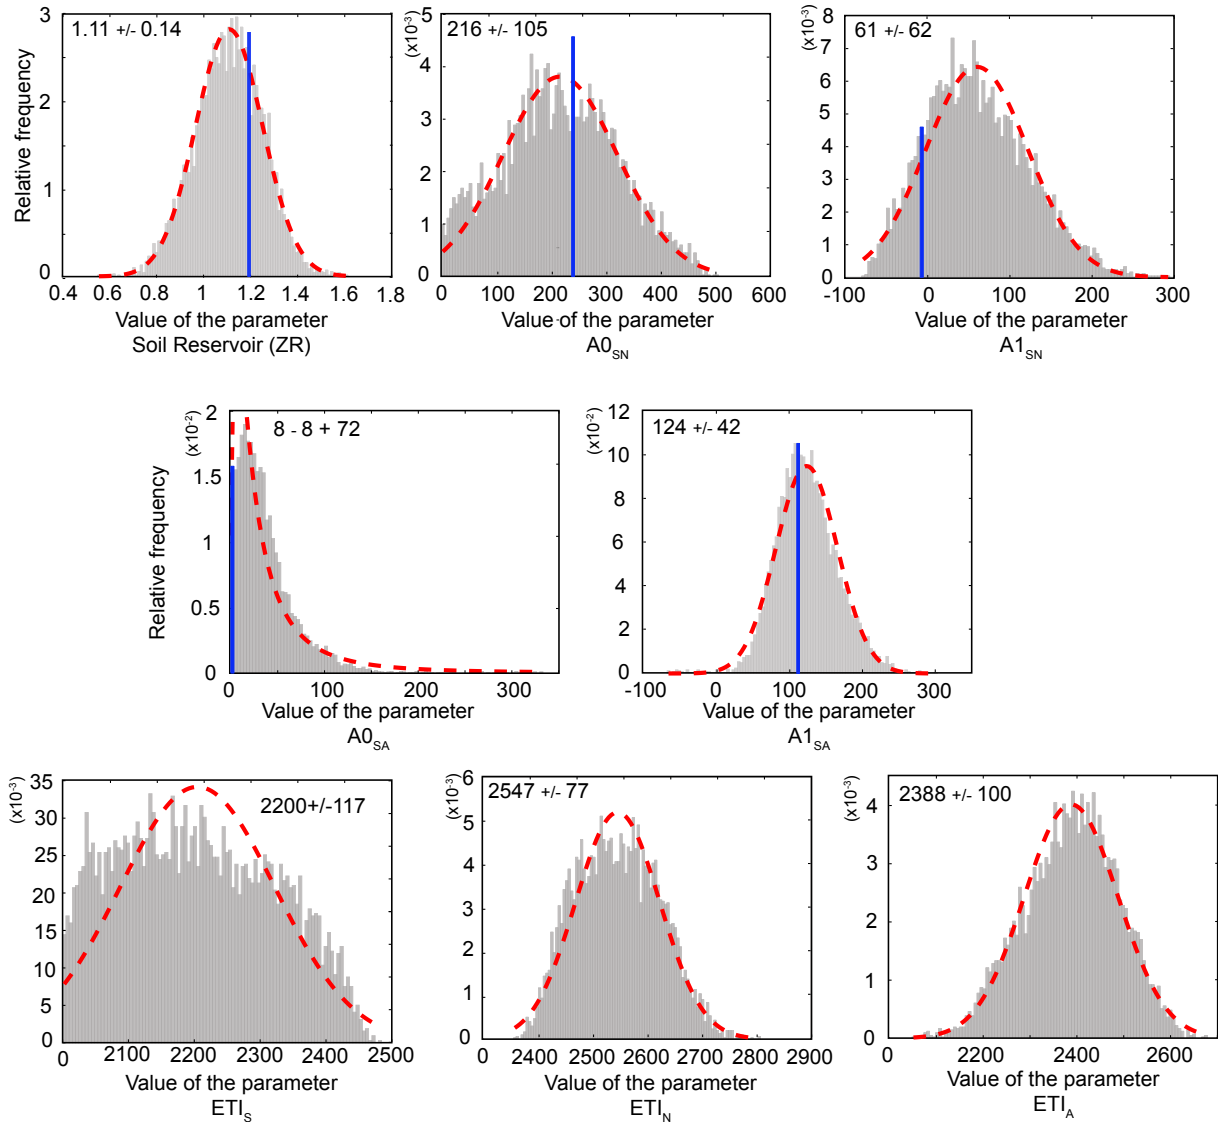 1.11 +/- 0.14
3
2
1
0
0.4 0.6 0.8 1 1.2 1.4 1.6 1.8
Relative frequency
Value of the parameter
Soil Reservoir (ZR)
(x10-3)
216 +/- 105
5
4
3
2
1
0
0 100 200 300 400 500 600
Value of the parameter
A0SN
(x10-3)
61 +/- 62
8
7
6
5
4
3
2
1
0
-100 0 100 200 300
Value of the parameter
A1SN
(x10-2)
8 - 8 + 72
2
1.5
1
0.5
0
0 100 200 300
Relative frequency
Value of the parameter
A0SA
(x10-2)
124 +/- 42
12
10
8
6
4
2
0
-100 0 100 200 300
Value of the parameter
A1SA
(x10-3)
2200+/-117
35
30
25
20
15
10
5
0
0 2100 2200 2300 2400 2500
Value of the parameter
ETIS
(x10-3)
2547 +/- 77
6
5
4
3
2
1
0
0 2400 2500 2600 2700 2800 2900
Value of the parameter
ETIN
(x10-3)
2388 +/- 100
4
3
2
1
0
0 2200 2400 2600
Value of the parameter
ETIA